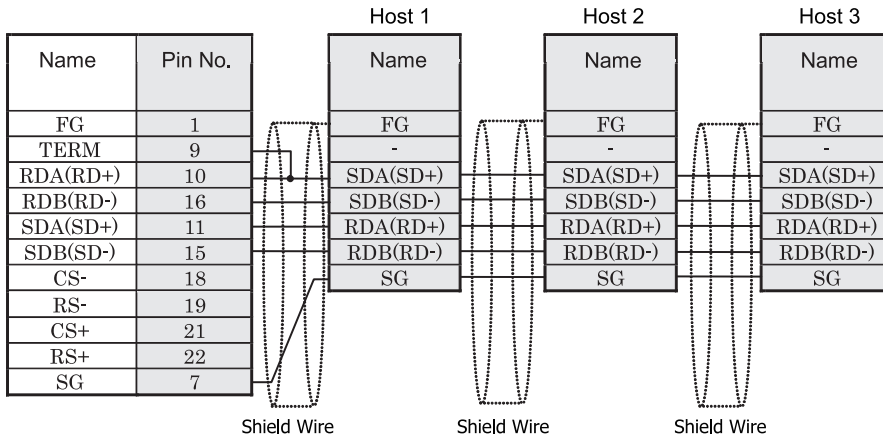 Host 1 Host 2 Host 3
Name Pin No. Name Name Name
FG 1 FG FG FG
TERM 9 - - -
RDA(RD+) 10 SDA(SD+) SDA(SD+) SDA(SD+)
RDB(RD-) 16 SDB(SD-) SDB(SD-) SDB(SD-)
SDA(SD+) 11 RDA(RD+) RDA(RD+) RDA(RD+)
SDB(SD-) 15 RDB(RD-) RDB(RD-) RDB(RD-)
CS- 18 SG SG SG
RS- 19
CS+ 21
RS+ 22
SG 7
Shield Wire Shield Wire Shield Wire